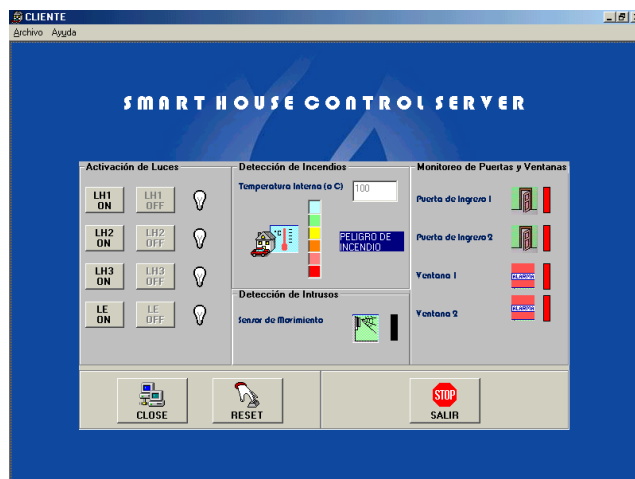 CLIENTE
Archivo Ayuda
SMART HOUSE CONTROL SERVER
Activación de Luces
LH1 ON
LH1 OFF
LH2 ON
LH2 OFF
LH3 ON
LH3 OFF
LE ON
LE OFF
Detección de Incendios
Temperatura Interna (o C)
100
°C
PELIGRO DE
INCENDIO
Detección de Intrusos
Sensor de Movimiento
Monitoreo de Puertas y Ventanas
Puerta de Ingreso 1
Puerta de Ingreso 2
Ventana 1
ALARMA
Ventana 2
ALARMA
CLOSE
RESET
STOP
SALIR